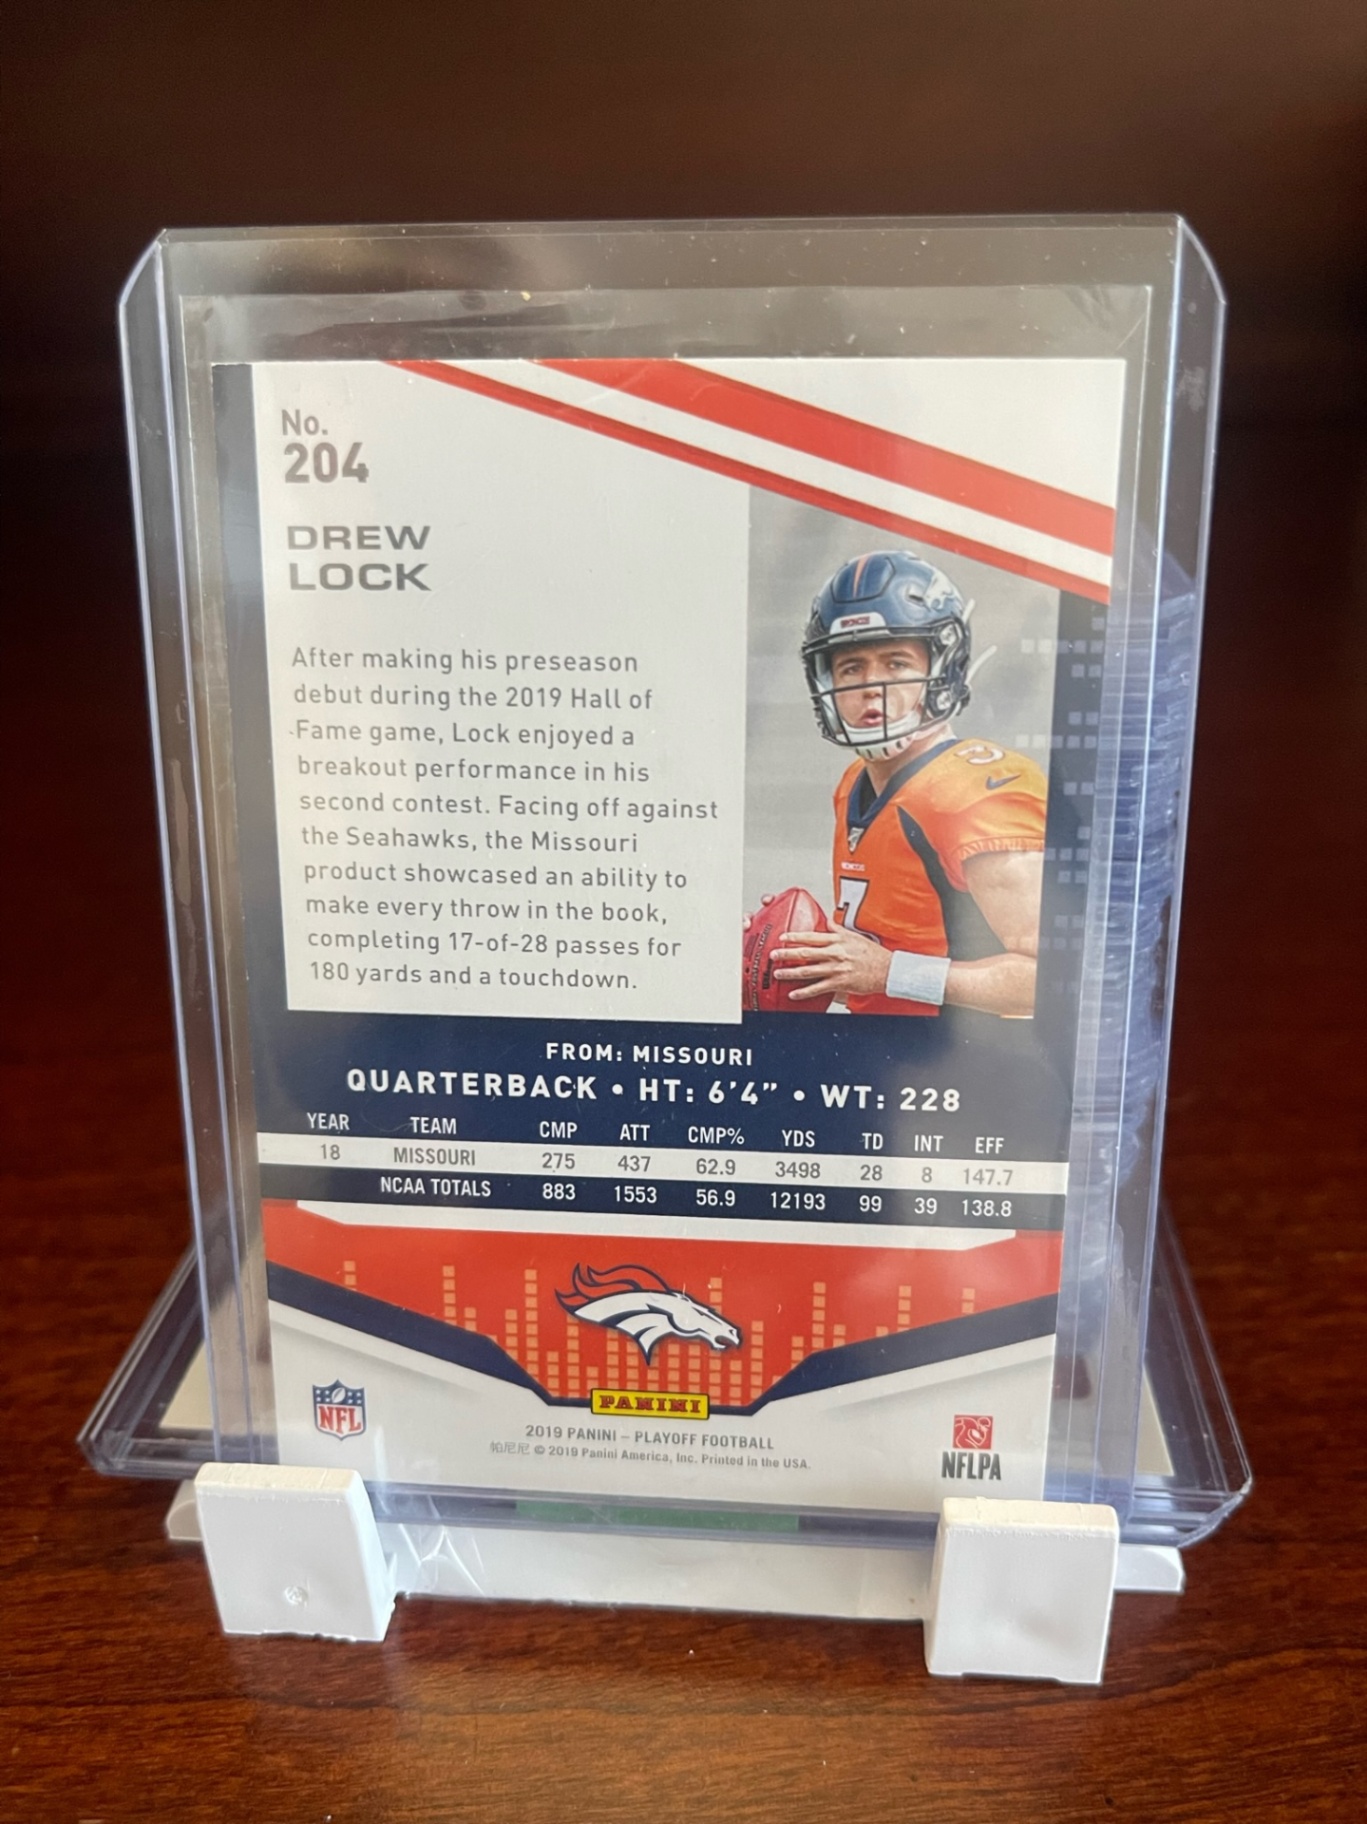 No.
204
DREW
LOCK
After making his preseason
debut during the 2019 Hall of
Fame game, Lock enjoyed a
breakout performance in his
second contest. Facing off against
the Seahawks, the Missouri
product showcased an ability to
make every throw in the book,
completing 17-of-28 passes for
180 yards and a touchdown.
BRONCOS
3
BRONCOS
3
FROM: MISSOURI
QUARTERBACK • HT: 6'4" • WT: 228
YEAR TEAM CMP ATT CMP% YDS TD INT EFF
18 MISSOURI 275 437 62.9 3498 28 8 147.7
NCAA TOTALS 883 1553 56.9 12193 99 39 138.8
PANINI
NFL
2019 PANINI – PLAYOFF FOOTBALL
帕尼尼 © 2019 Panini America, Inc. Printed in the USA.
NFLPA